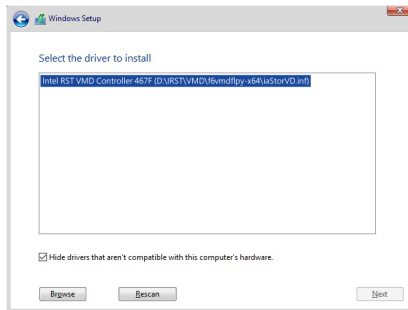 Windows Setup
Select the driver to install
Intel RST VMD Controller 467F (D:\IRST\VMD\f6vmdflpy-x64\iaStorVD.inf)
Hide drivers that aren't compatible with this computer's hardware.
Browse
Rescan
Next